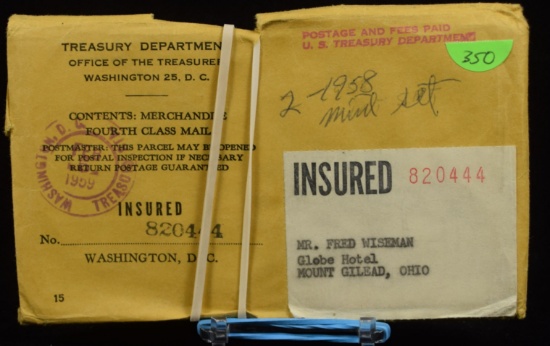 TREASURY DEPARTMENT
OFFICE OF THE TREASURER
WASHINGTON 25, D. C.
CONTENTS: MERCHANDISE
FOURTH CLASS MAIL
POSTMASTER: THIS PARCEL MAY BE OPENED
FOR POSTAL INSPECTION IF NECESSARY
RETURN POSTAGE GUARANTEED
WASHINGTON, D. C.
1959
TREASURY
INSURED
No. 820444
WASHINGTON, D. C.
15
POSTAGE AND FEES PAID
U. S. TREASURY DEPARTMENT
350
2 - 1958
Mint Set
INSURED 820444
MR. FRED WISEMAN
Globe Hotel
MOUNT GILEAD, OHIO